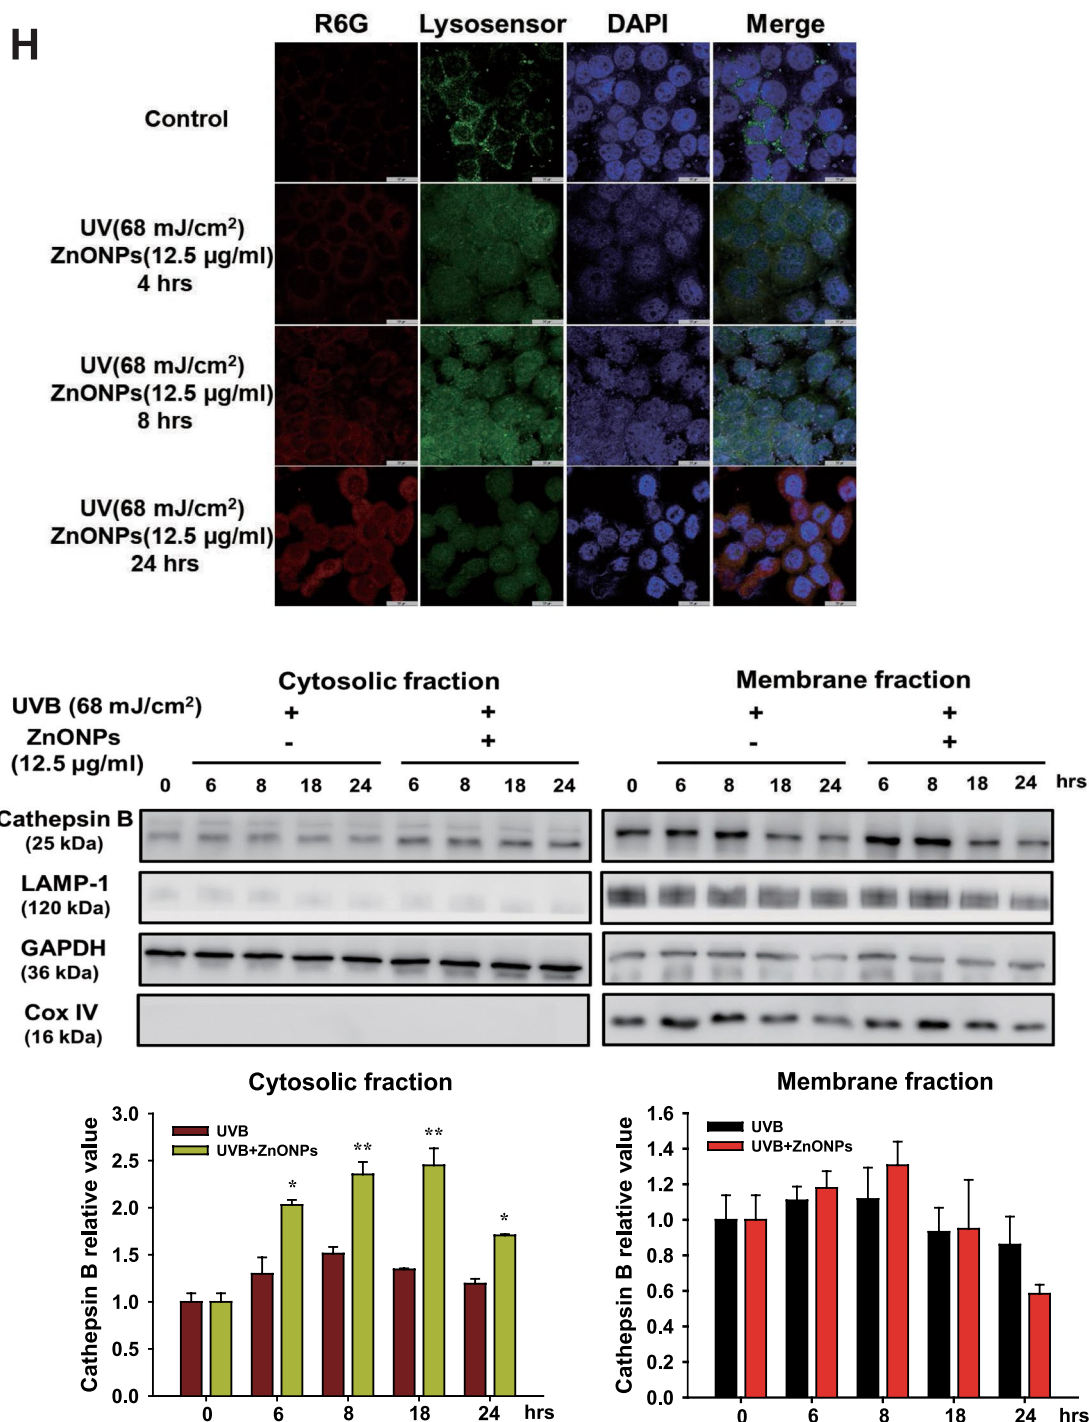 H
R6G Lysosensor DAPI Merge
Control
UV(68 mJ/cm²)
ZnONPs(12.5 µg/ml)
4 hrs
UV(68 mJ/cm²)
ZnONPs(12.5 µg/ml)
8 hrs
UV(68 mJ/cm²)
ZnONPs(12.5 µg/ml)
24 hrs
Cytosolic fraction Membrane fraction
UVB (68 mJ/cm²) + + + +
ZnONPs - + - +
(12.5 µg/ml)
0 6 8 18 24 6 8 18 24 0 6 8 18 24 6 8 18 24 hrs
Cathepsin B
(25 kDa)
LAMP-1
(120 kDa)
GAPDH
(36 kDa)
Cox IV
(16 kDa)
Cytosolic fraction
Cathepsin B relative value
3.0
2.5
2.0
1.5
1.0
0.5
0.0
UVB
UVB+ZnONPs
* ** ** *
0 6 8 18 24 hrs
Membrane fraction
Cathepsin B relative value
1.6
1.4
1.2
1.0
0.8
0.6
0.4
0.2
0.0
UVB
UVB+ZnONPs
0 6 8 18 24 hrs